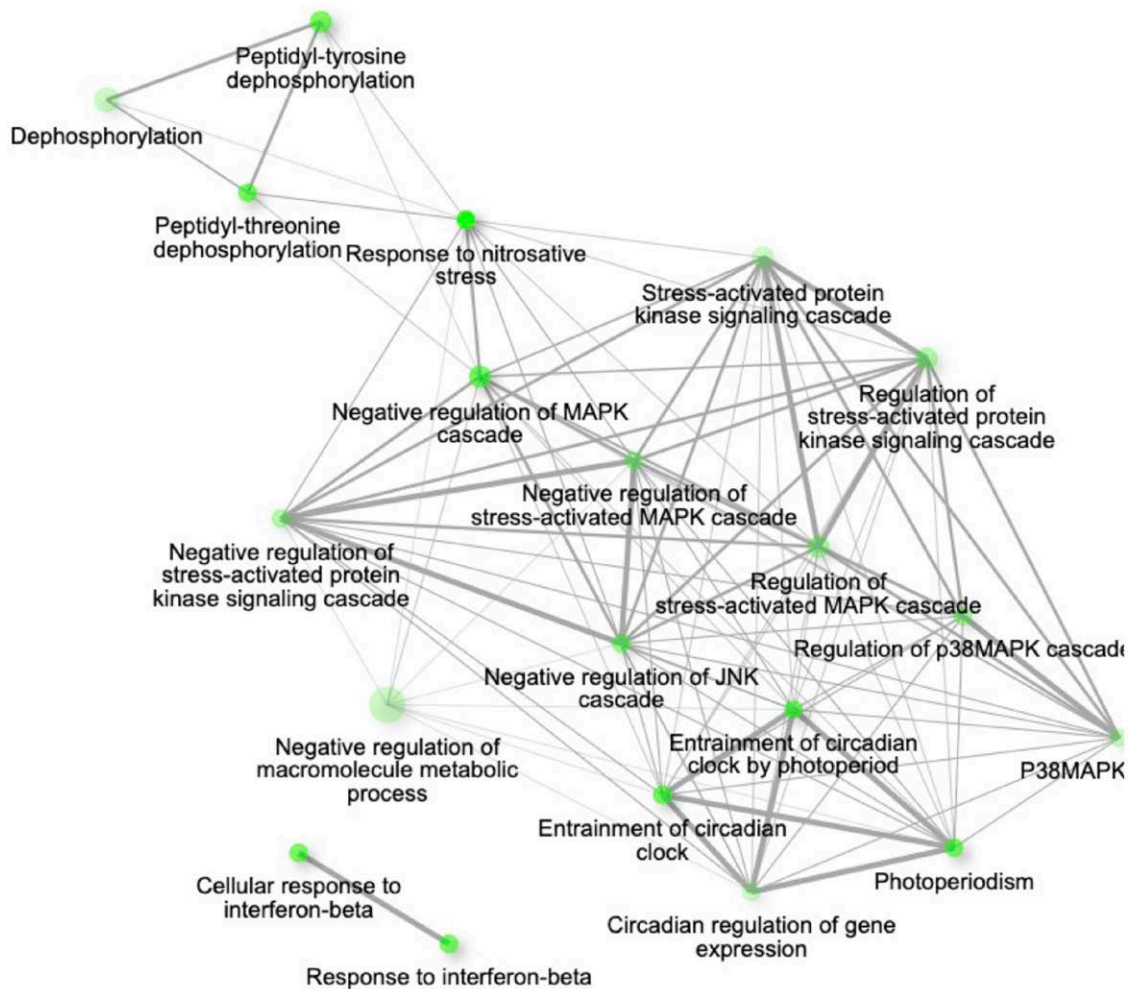 Peptidyl-tyrosine
dephosphorylation
Dephosphorylation
Peptidyl-threonine
dephosphorylation
Response to nitrosative
stress
Stress-activated protein
kinase signaling cascade
Regulation of
stress-activated protein
kinase signaling cascade
Negative regulation of MAPK
cascade
Negative regulation of
stress-activated MAPK cascade
Negative regulation of
stress-activated protein
kinase signaling cascade
Regulation of
stress-activated MAPK cascade
Regulation of p38MAPK cascade
Negative regulation of JNK
cascade
Negative regulation of
macromolecule metabolic
process
Entrainment of circadian
clock by photoperiod
P38MAPK
Entrainment of circadian
clock
Photoperiodism
Cellular response to
interferon-beta
Circadian regulation of gene
expression
Response to interferon-beta